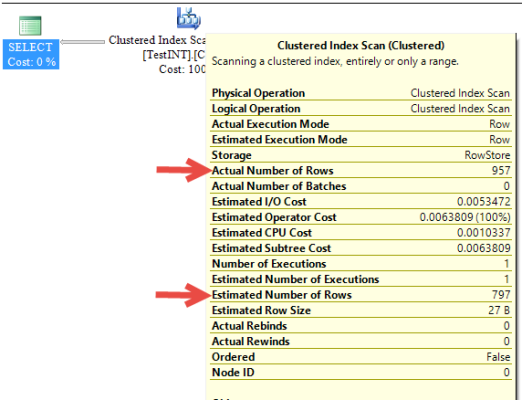 SELECT
Cost: 0 %
Clustered Index Sca
[TestINT].[C
Cost: 100
Clustered Index Scan (Clustered)
Scanning a clustered index, entirely or only a range.
Physical Operation Clustered Index Scan
Logical Operation Clustered Index Scan
Actual Execution Mode Row
Estimated Execution Mode Row
Storage RowStore
Actual Number of Rows 957
Actual Number of Batches 0
Estimated I/O Cost 0.0053472
Estimated Operator Cost 0.0063809 (100%)
Estimated CPU Cost 0.0010337
Estimated Subtree Cost 0.0063809
Number of Executions 1
Estimated Number of Executions 1
Estimated Number of Rows 797
Estimated Row Size 27 B
Actual Rebinds 0
Actual Rewinds 0
Ordered False
Node ID 0